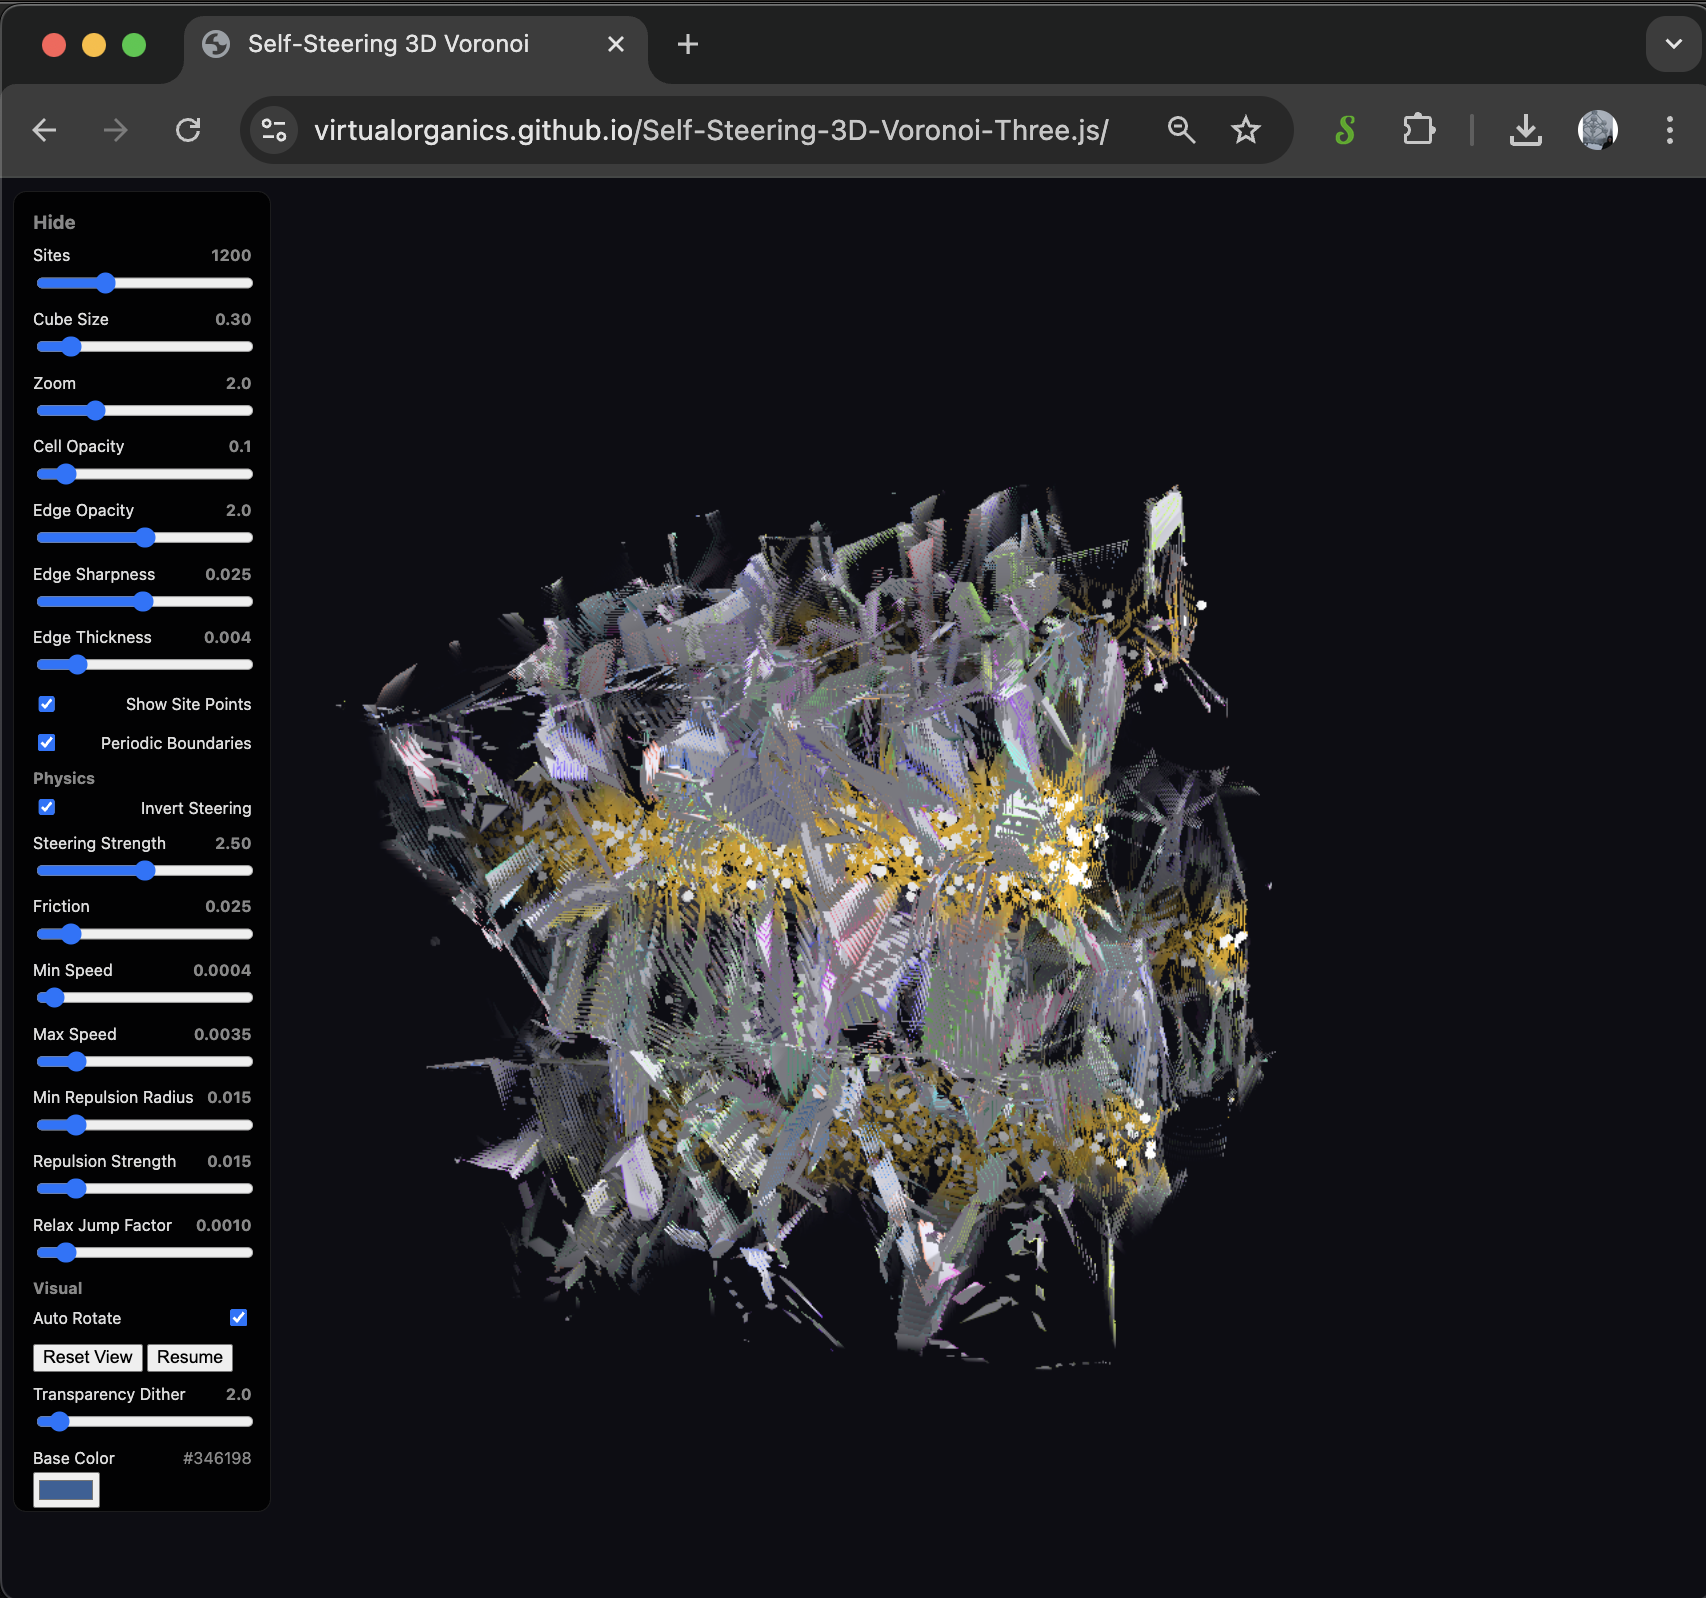 Self-Steering 3D Voronoi
virtualorganics.github.io/Self-Steering-3D-Voronoi-Three.js/
Hide
Sites 1200
Cube Size 0.30
Zoom 2.0
Cell Opacity 0.1
Edge Opacity 2.0
Edge Sharpness 0.025
Edge Thickness 0.004
Show Site Points
Periodic Boundaries
Physics
Invert Steering
Steering Strength 2.50
Friction 0.025
Min Speed 0.0004
Max Speed 0.0035
Min Repulsion Radius 0.015
Repulsion Strength 0.015
Relax Jump Factor 0.0010
Visual
Auto Rotate
Reset View Resume
Transparency Dither 2.0
Base Color #346198